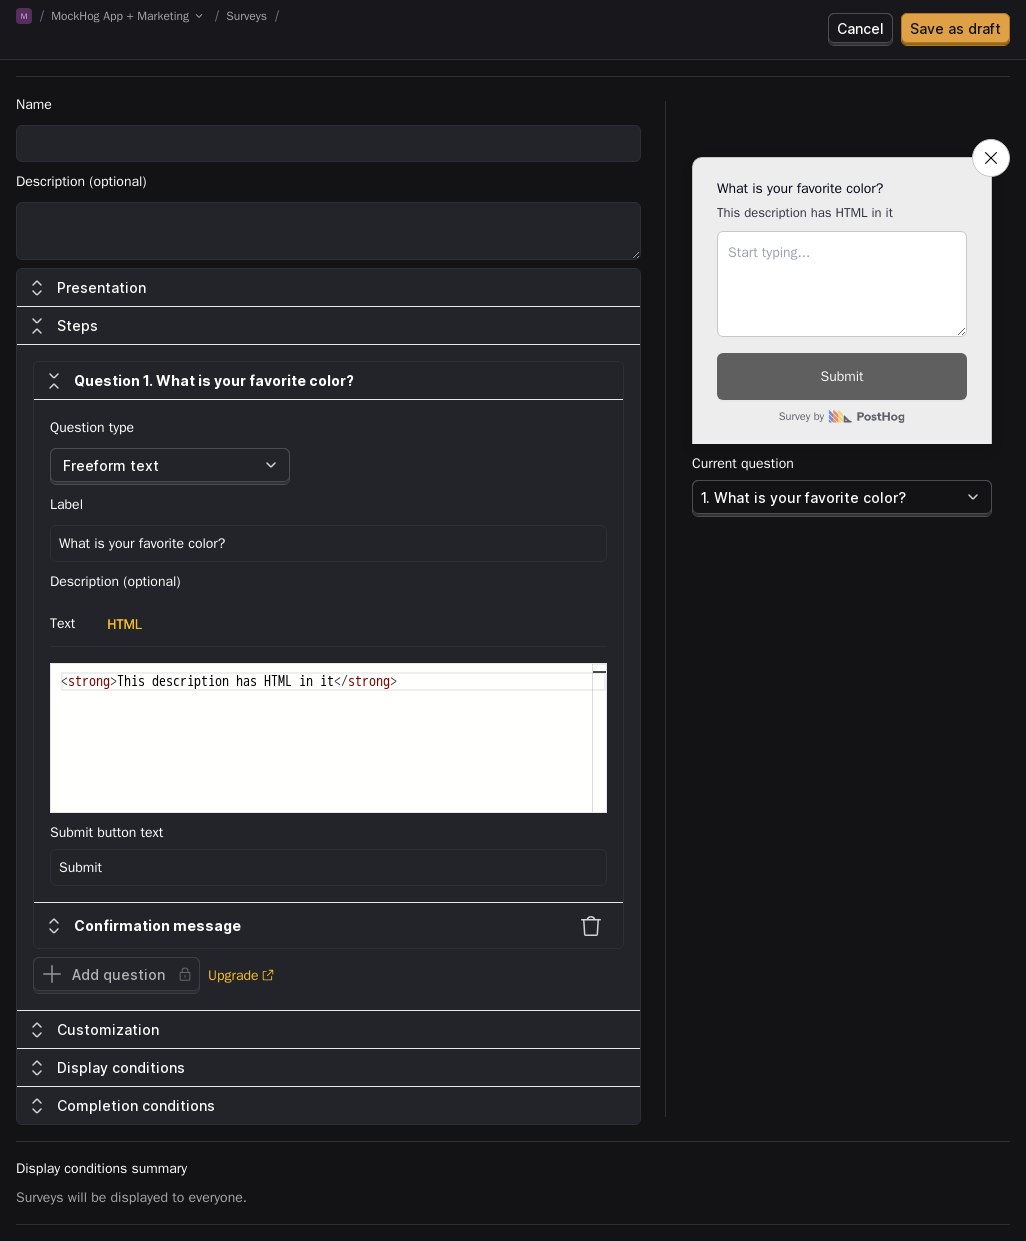 M / MockHog App + Marketing / Surveys /
Cancel
Save as draft
Name
Description (optional)
Presentation
Steps
Question 1. What is your favorite color?
Question type
Freeform text
Label
What is your favorite color?
Description (optional)
Text
HTML
<strong>This description has HTML in it</strong>
Submit button text
Submit
Confirmation message
Add question
Upgrade
Customization
Display conditions
Completion conditions
What is your favorite color?
This description has HTML in it
Start typing...
Submit
Survey by PostHog
Current question
1. What is your favorite color?
Display conditions summary
Surveys will be displayed to everyone.